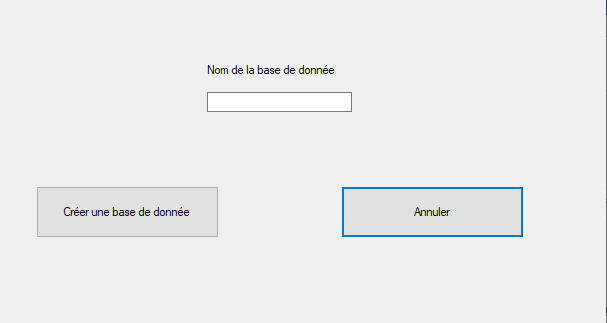 Nom de la base de donnée
Créer une base de donnée
Annuler